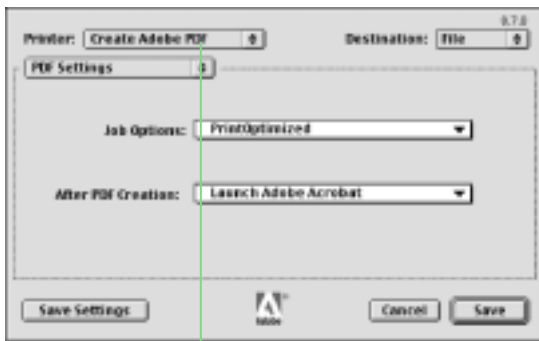 8.7.0
Printer: Create Adobe PDF Destination: File
PDF Settings
Job Options: PrintOptimized
After PDF Creation: Launch Adobe Acrobat
Save Settings Adobe Cancel Save